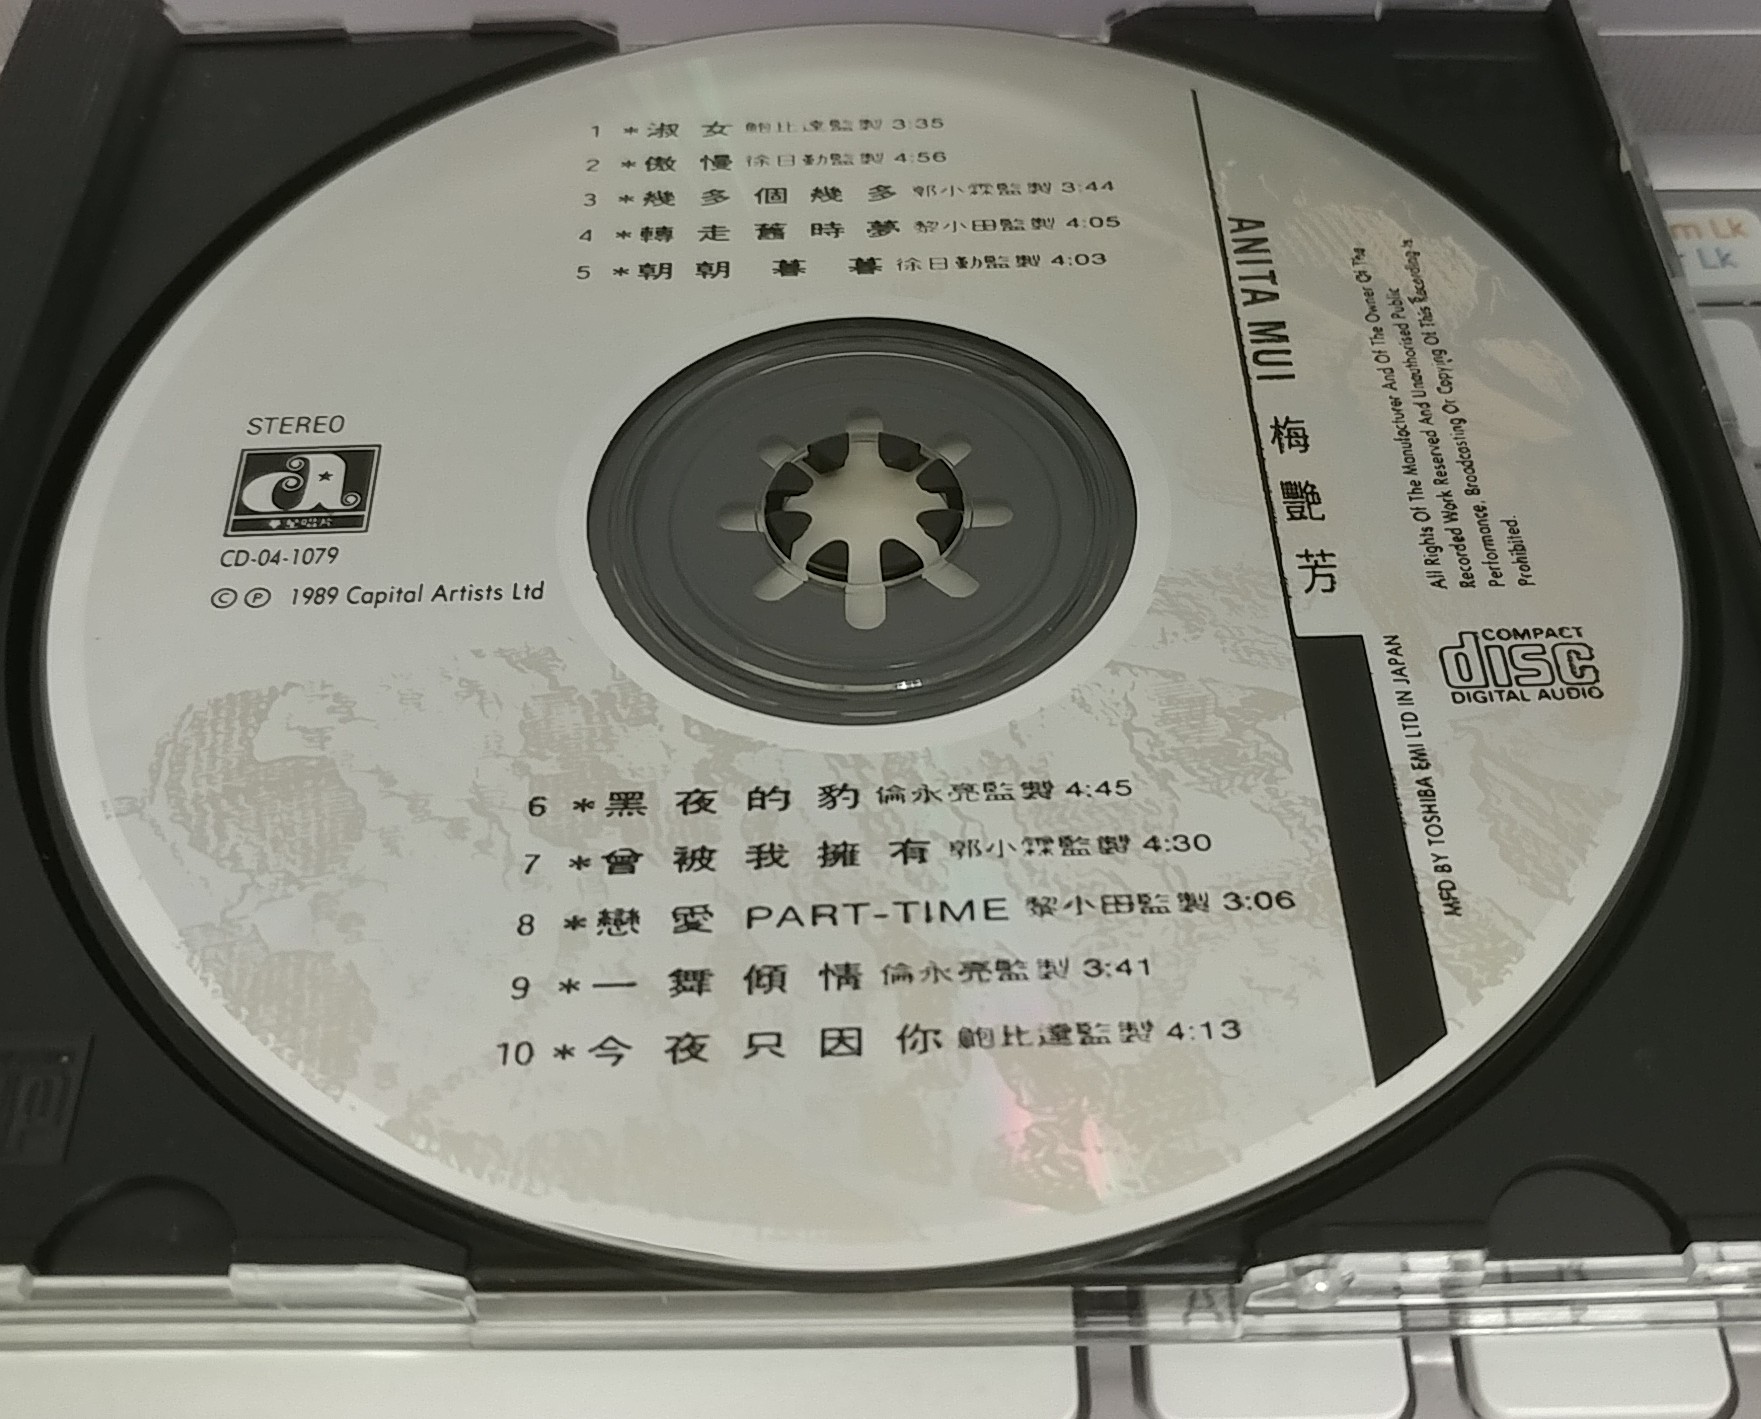 1 *淑女 鮑比達監製 3:35
2 *傲慢 徐日勤監製 4:56
3 *幾多個幾多 郭小霖監製 3:44
4 *轉走舊時夢 黎小田監製 4:05
5 *朝朝暮暮 徐日勤監製 4:03
STEREO
華星唱片
CD-04-1079
©℗ 1989 Capital Artists Ltd
6 *黑夜的豹 倫永亮監製 4:45
7 *曾被我擁有 郭小霖監製 4:30
8 *戀愛 PART-TIME 黎小田監製 3:06
9 *一舞傾情 倫永亮監製 3:41
10 *今夜只因你 鮑比達監製 4:13
ANITA MUI 梅艷芳
All Rights Of The Manufacturer And Of The Owner Of The
Recorded Work Reserved And Unauthorised Public
Performance, Broadcasting Or Copying Of This Recording Is
Prohibited.
COMPACT
disc
DIGITAL AUDIO
MFD BY TOSHIBA EMI LTD IN JAPAN
m Lk
Lk